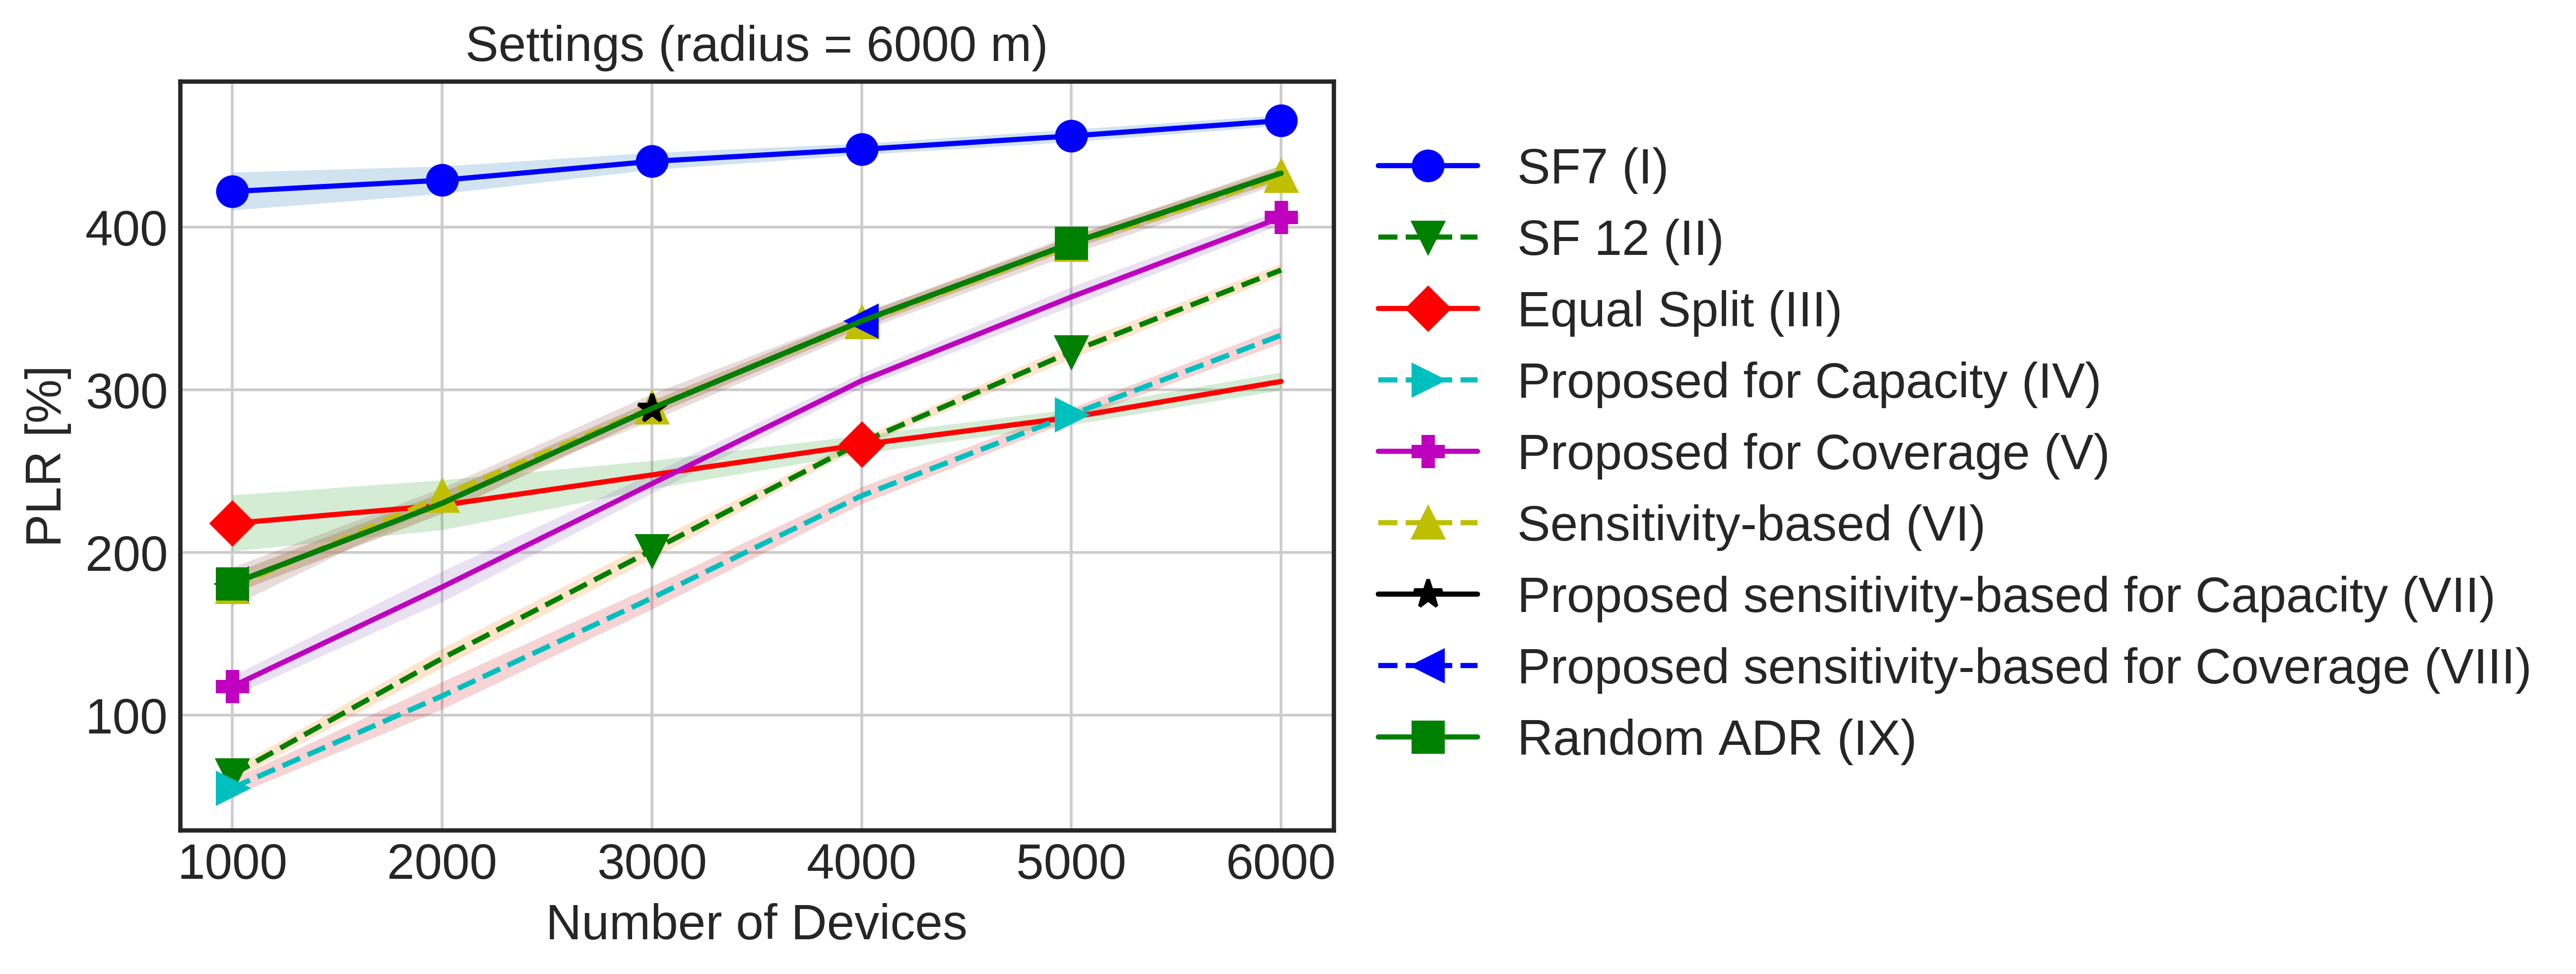 Settings (radius = 6000 m)
PLR [%]
400
300
200
100
1000 2000 3000 4000 5000 6000
Number of Devices
SF7 (I)
SF 12 (II)
Equal Split (III)
Proposed for Capacity (IV)
Proposed for Coverage (V)
Sensitivity-based (VI)
Proposed sensitivity-based for Capacity (VII)
Proposed sensitivity-based for Coverage (VIII)
Random ADR (IX)